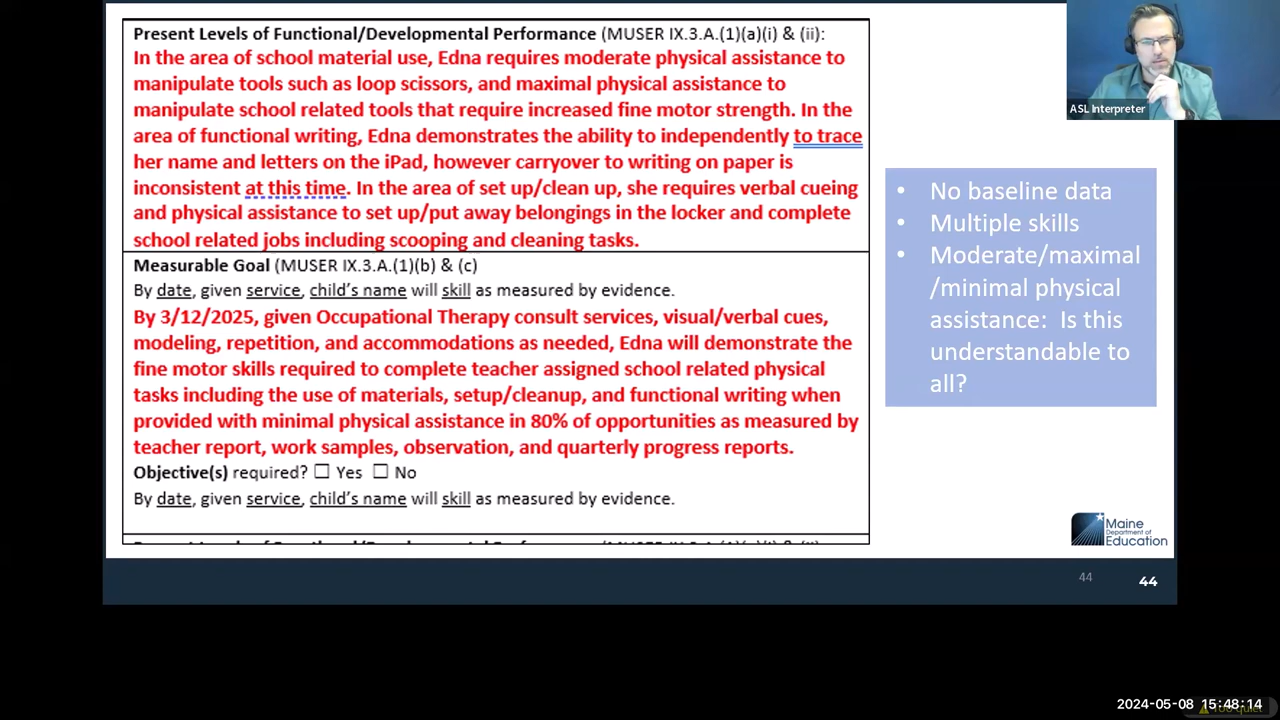 Present Levels of Functional/Developmental Performance (MUSER IX.3.A.(1)(a)(i) & (ii):
In the area of school material use, Edna requires moderate physical assistance to
manipulate tools such as loop scissors, and maximal physical assistance to
manipulate school related tools that require increased fine motor strength. In the
area of functional writing, Edna demonstrates the ability to independently to trace
her name and letters on the iPad, however carryover to writing on paper is
inconsistent at this time. In the area of set up/clean up, she requires verbal cueing
and physical assistance to set up/put away belongings in the locker and complete
school related jobs including scooping and cleaning tasks.
Measurable Goal (MUSER IX.3.A.(1)(b) & (c)
By date, given service, child's name will skill as measured by evidence.
By 3/12/2025, given Occupational Therapy consult services, visual/verbal cues,
modeling, repetition, and accommodations as needed, Edna will demonstrate the
fine motor skills required to complete teacher assigned school related physical
tasks including the use of materials, setup/cleanup, and functional writing when
provided with minimal physical assistance in 80% of opportunities as measured by
teacher report, work samples, observation, and quarterly progress reports.
Objective(s) required? ☐ Yes ☐ No
By date, given service, child's name will skill as measured by evidence.
ASL Interpreter
• No baseline data
• Multiple skills
• Moderate/maximal
/minimal physical
assistance: Is this
understandable to
all?
Maine
Department of
Education
44
44
2024-05-08 15:48:14